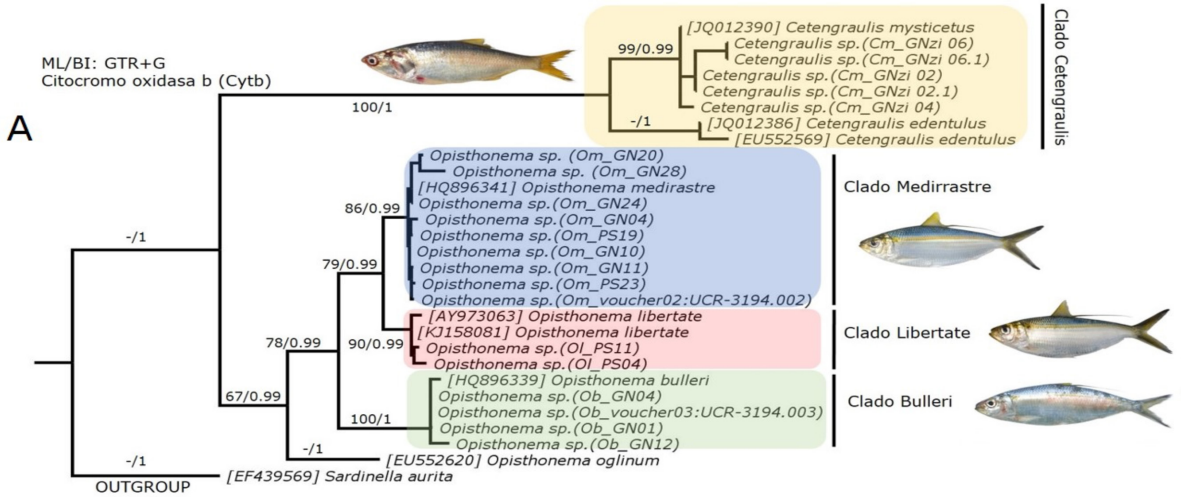 ML/BI: GTR+G
Citocromo oxidasa b (Cytb)
A
[JQ012390] Cetengraulis mysticetus
Cetengraulis sp.(Cm_GNzi 06)
Cetengraulis sp.(Cm_GNzi 06.1)
Cetengraulis sp.(Cm_GNzi 02)
Cetengraulis sp.(Cm_GNzi 02.1)
Cetengraulis sp.(Cm_GNzi 04)
[JQ012386] Cetengraulis edentulus
[EU552569] Cetengraulis edentulus
99/0.99
100/1
-/1
Clado Cetengraulis
Opisthonema sp. (Om_GN20)
Opisthonema sp. (Om_GN28)
[HQ896341] Opisthonema medirastre
Opisthonema sp.(Om_GN24)
Opisthonema sp.(Om_GN04)
Opisthonema sp.(Om_PS19)
Opisthonema sp.(Om_GN10)
Opisthonema sp.(Om_GN11)
Opisthonema sp.(Om_PS23)
Opisthonema sp.(Om_voucher02:UCR-3194.002)
86/0.99
Clado Medirrastre
-/1
79/0.99
[AY973063] Opisthonema libertate
[KJ158081] Opisthonema libertate
Opisthonema sp.(Ol_PS11)
Opisthonema sp.(Ol_PS04)
78/0.99
90/0.99
Clado Libertate
[HQ896339] Opisthonema bulleri
Opisthonema sp.(Ob_GN04)
Opisthonema sp.(Ob_voucher03:UCR-3194.003)
Opisthonema sp.(Ob_GN01)
Opisthonema sp.(Ob_GN12)
67/0.99
100/1
Clado Bulleri
-/1
[EU552620] Opisthonema oglinum
-/1
[EF439569] Sardinella aurita
OUTGROUP